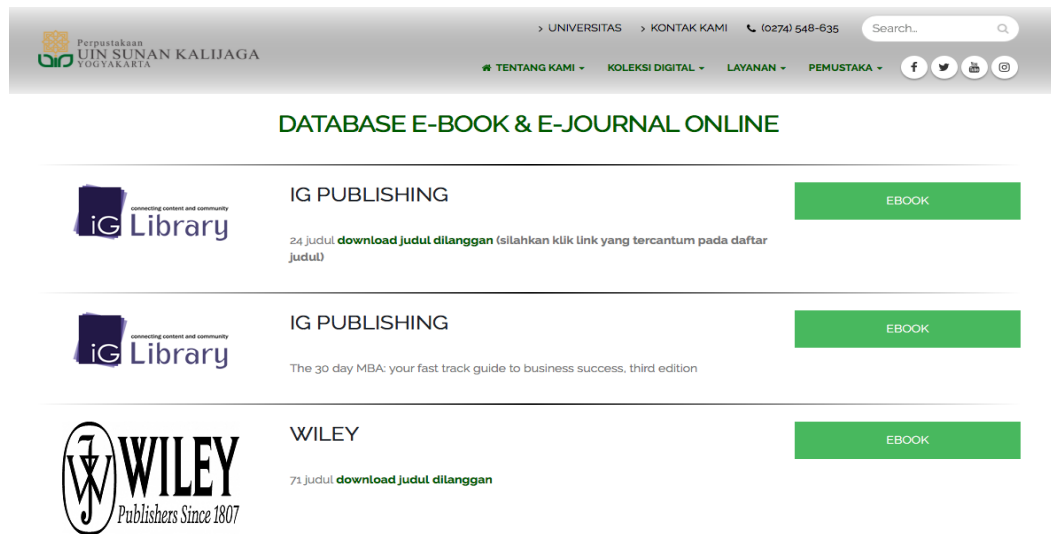 > UNIVERSITAS > KONTAK KAMI (0274) 548-635 Search..
Perpustakaan
UIN SUNAN KALIJAGA
YOGYAKARTA
TENTANG KAMI KOLEKSI DIGITAL LAYANAN PEMUSTAKA
DATABASE E-BOOK & E-JOURNAL ONLINE
connecting content and community
iG Library
IG PUBLISHING
EBOOK
24 judul download judul dilanggan (silahkan klik link yang tercantum pada daftar
judul)
connecting content and community
iG Library
IG PUBLISHING
EBOOK
The 30 day MBA: your fast track guide to business success, third edition
WILEY
Publishers Since 1807
WILEY
EBOOK
71 judul download judul dilanggan